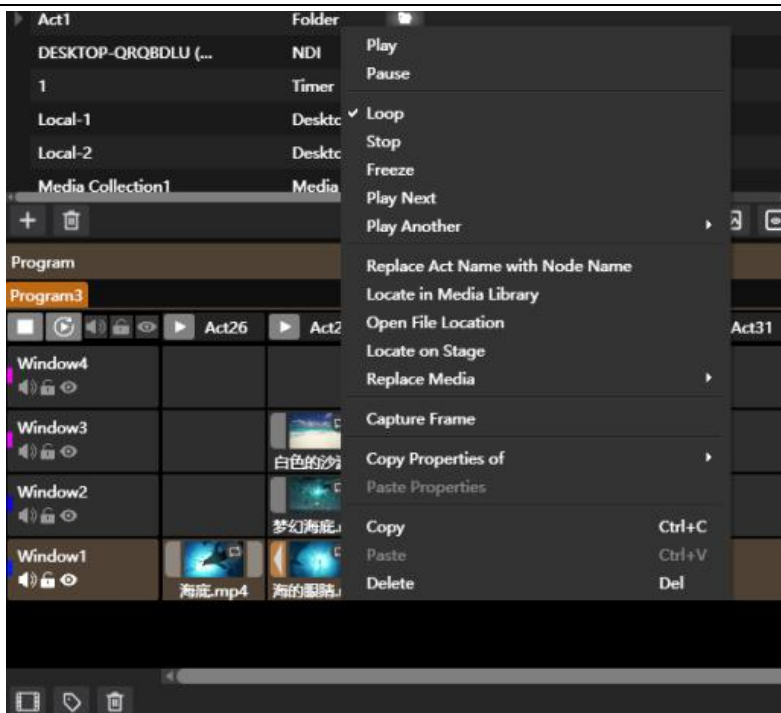 Act1 Folder
DESKTOP-QRQBDLU (... NDI
1 Timer
Local-1 Desktc
Local-2 Desktc
Media Collection1 Media
Play
Pause
Loop
Stop
Freeze
Play Next
Play Another
Replace Act Name with Node Name
Locate in Media Library
Open File Location
Locate on Stage
Replace Media
Capture Frame
Copy Properties of
Paste Properties
Copy Ctrl+C
Paste Ctrl+V
Delete Del
Program
Program3
Act26 Act2 Act31
Window4
Window3
白色的沙
Window2
梦幻海底.
Window1
海底.mp4 海的眼睛.